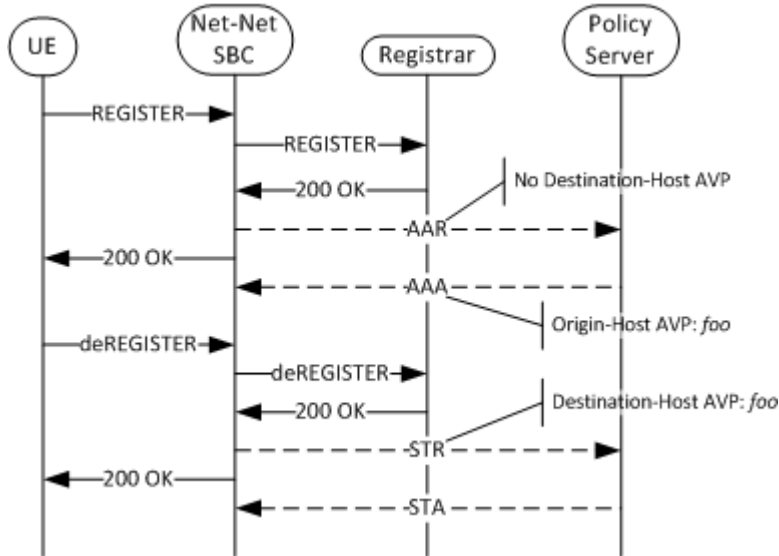 UE
Net-Net
SBC
Registrar
Policy
Server
REGISTER
REGISTER
200 OK
No Destination-Host AVP
AAR
200 OK
AAA
Origin-Host AVP: foo
deREGISTER
deREGISTER
200 OK
Destination-Host AVP: foo
STR
200 OK
STA